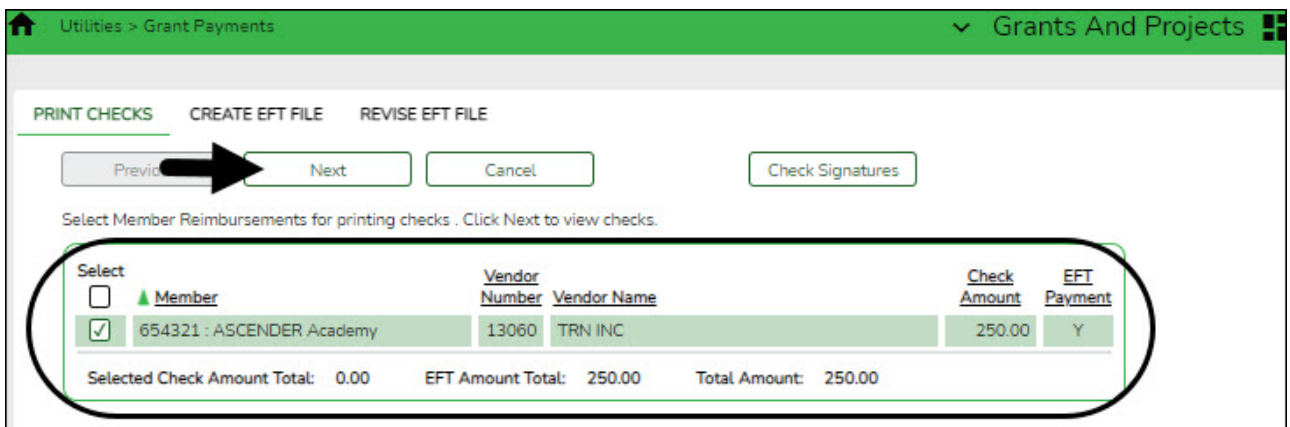 Utilities > Grant Payments Grants And Projects
PRINT CHECKS CREATE EFT FILE REVISE EFT FILE
Next Cancel Check Signatures
Select Member Reimbursements for printing checks . Click Next to view checks.
Select Vendor Check EFT
Member Number Vendor Name Amount Payment
654321 : ASCENDER Academy 13060 TRN INC 250.00 Y
Selected Check Amount Total: 0.00 EFT Amount Total: 250.00 Total Amount: 250.00